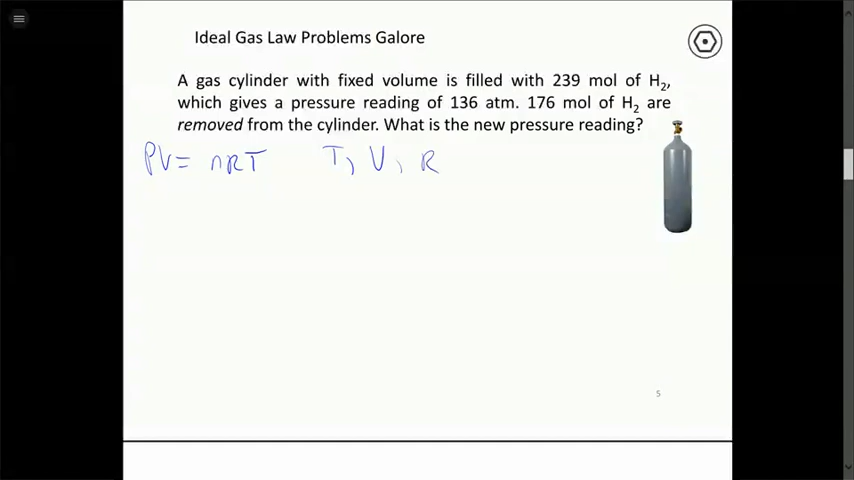 Ideal Gas Law Problems Galore
A gas cylinder with fixed volume is filled with 239 mol of H₂,
which gives a pressure reading of 136 atm. 176 mol of H₂ are
removed from the cylinder. What is the new pressure reading?
PV = nRT T, V, R
5